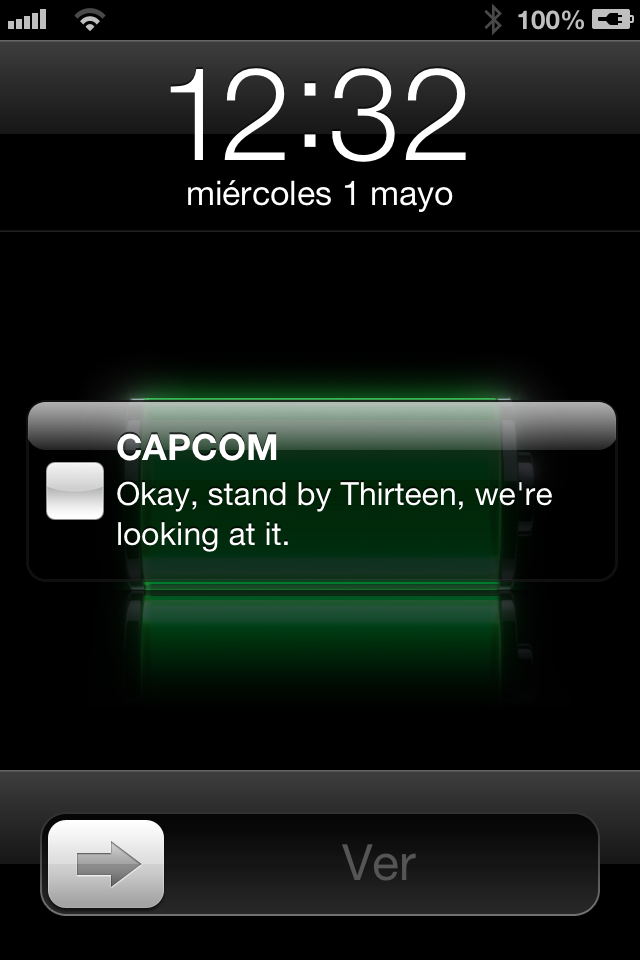 100%
12:32
miércoles 1 mayo
CAPCOM
Okay, stand by Thirteen, we're
looking at it.
Ver